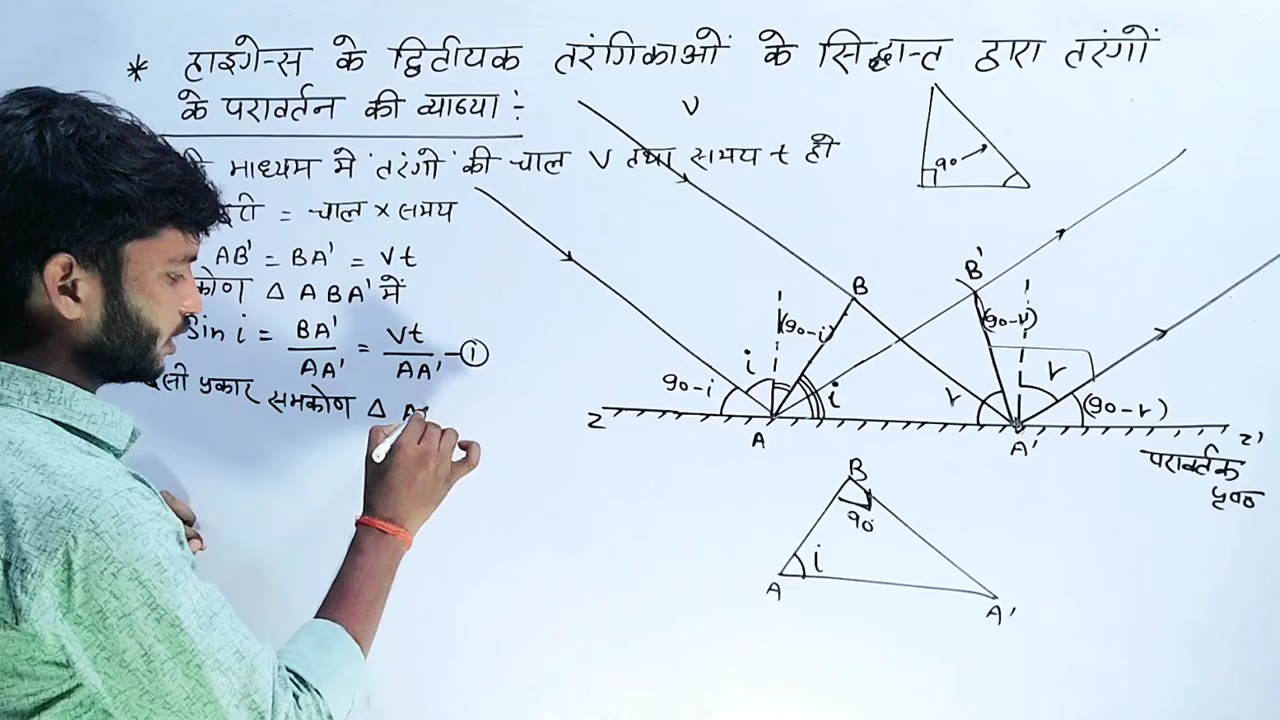 * हाइगेन्स के द्वितीयक तरंगिकाओं के सिद्धान्त द्वारा तरंगों
के परावर्तन की व्याख्या :
माध्यम में तरंगों की चाल v तथा समय t हो
= चाल × समय
AB' = BA' = vt
Δ ABA' में
Sin i = BA' / AA' = vt / AA' - ①
इसी प्रकार समकोण Δ A
v
90
B
B'
(90-i)
(90-r)
i
90-i
i
r
r
(90-r)
z
A
A'
z'
परावर्तक
पृष्ठ
B
90
i
A
A'